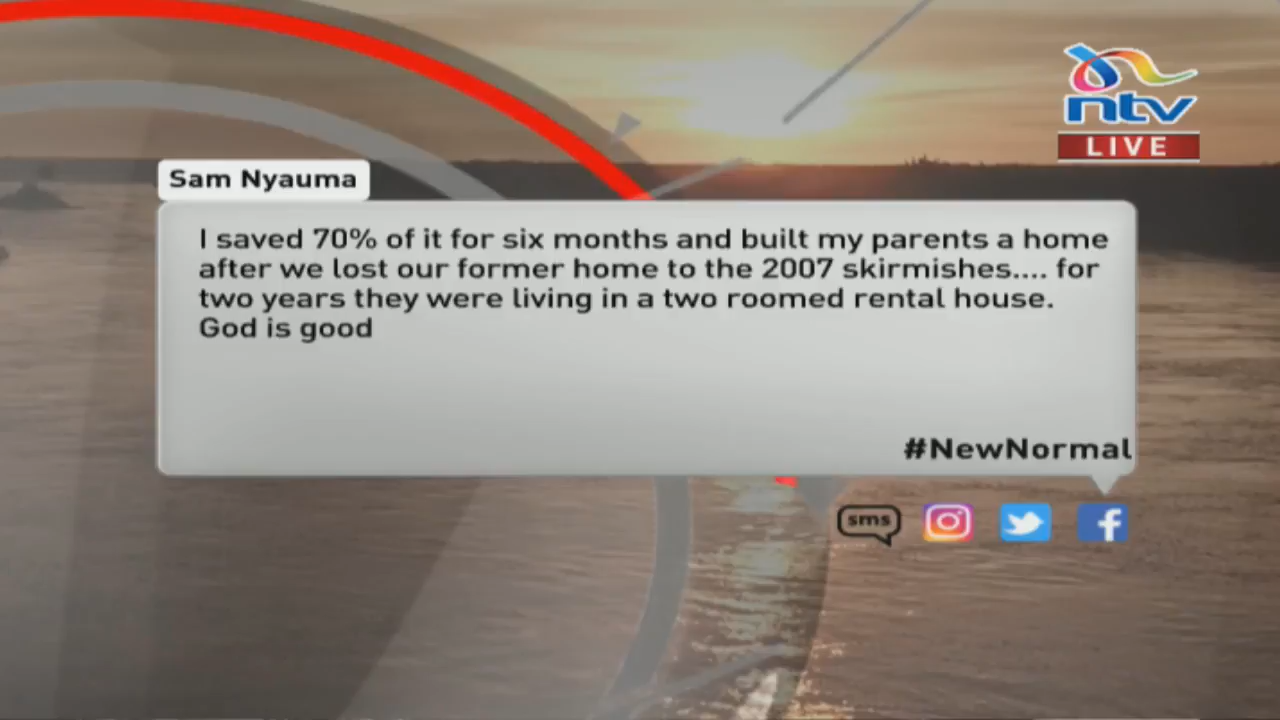 ntv
LIVE
Sam Nyauma
I saved 70% of it for six months and built my parents a home
after we lost our former home to the 2007 skirmishes.... for
two years they were living in a two roomed rental house.
God is good
#NewNormal
sms